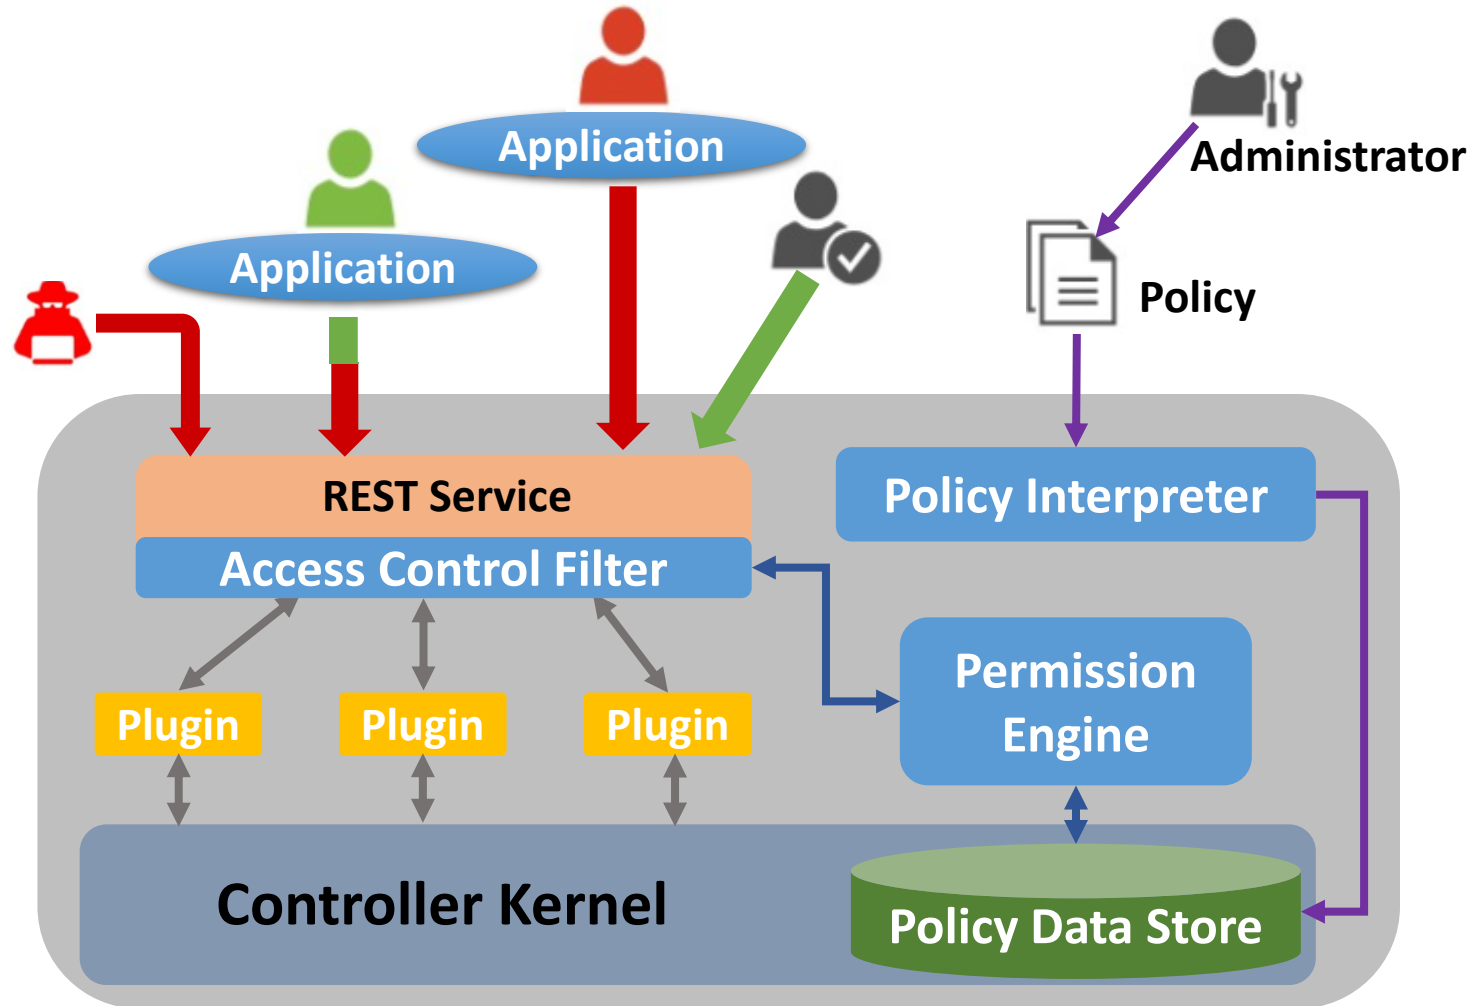 Application
Administrator
Application
Policy
REST Service
Policy Interpreter
Access Control Filter
Permission
Engine
Plugin
Plugin
Plugin
Controller Kernel
Policy Data Store